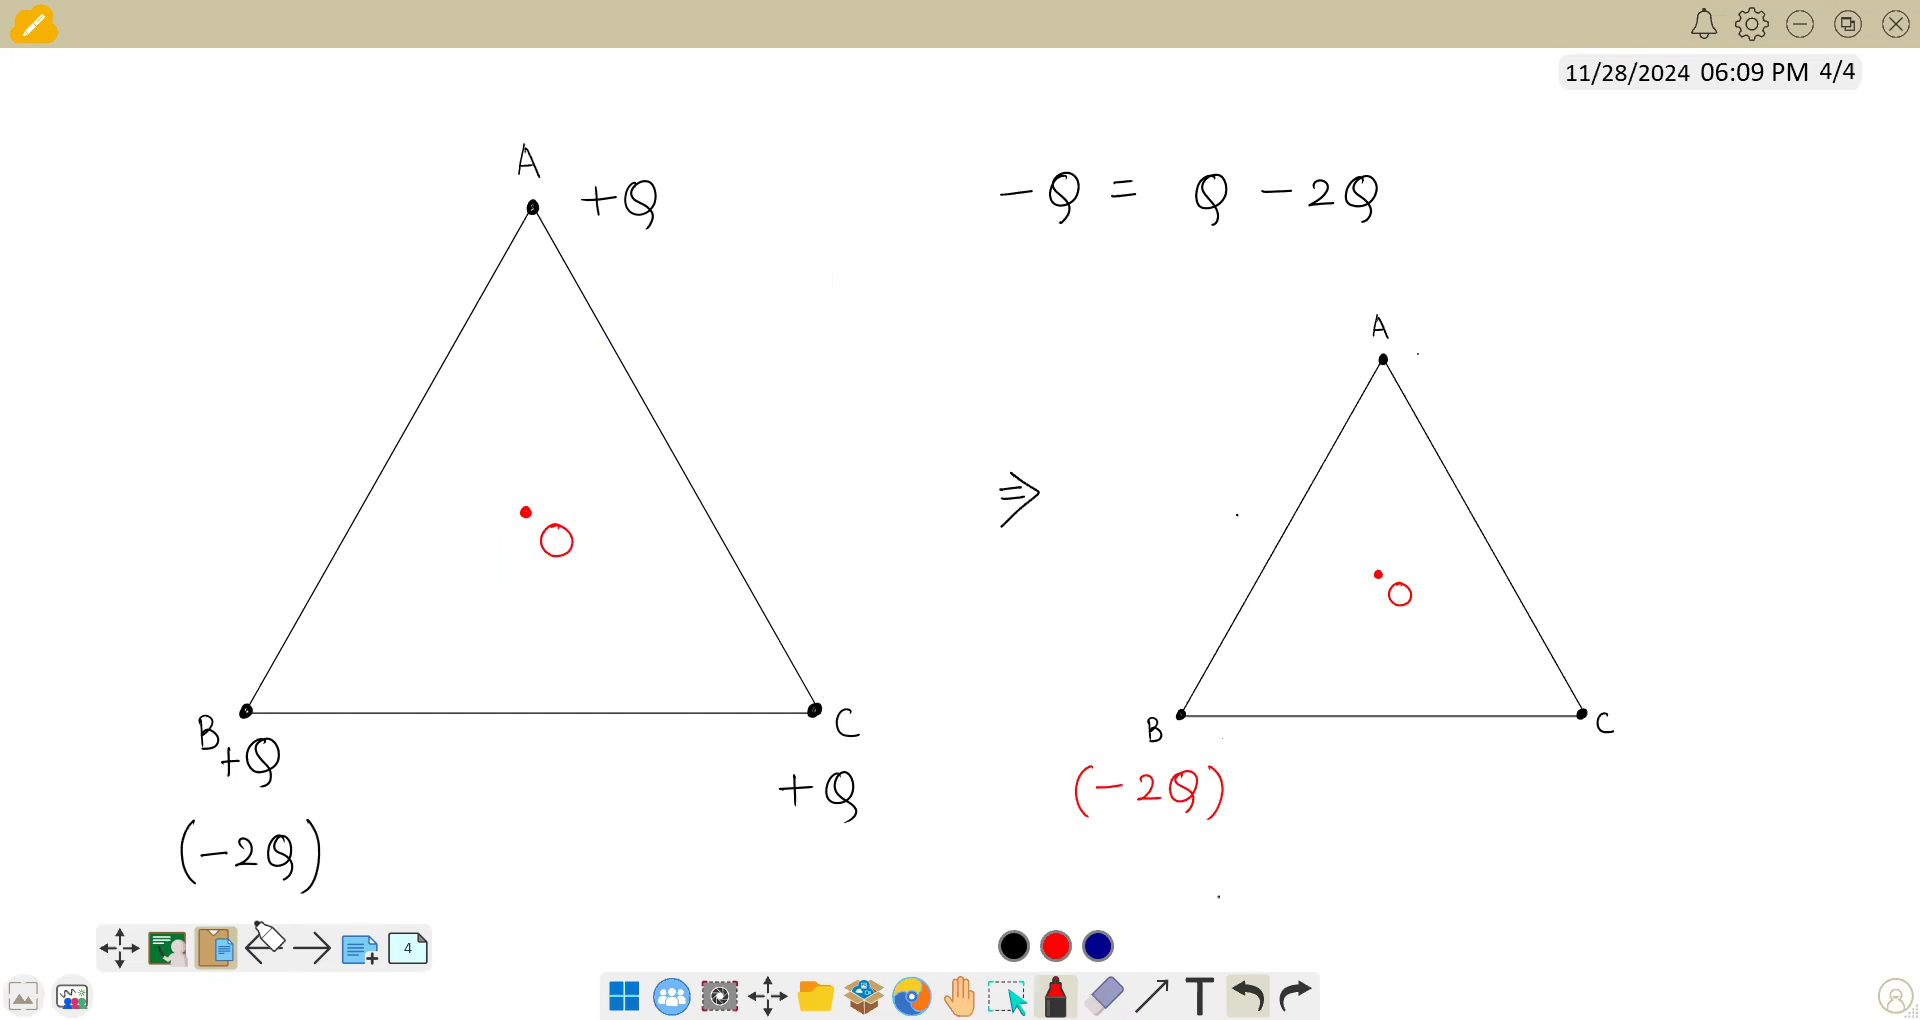 11/28/2024 06:09 PM 4/4
A
+Q
-Q = Q - 2Q
A
⇒
O
O
B
+Q
C
B
C
+Q
(-2Q)
(-2Q)
4